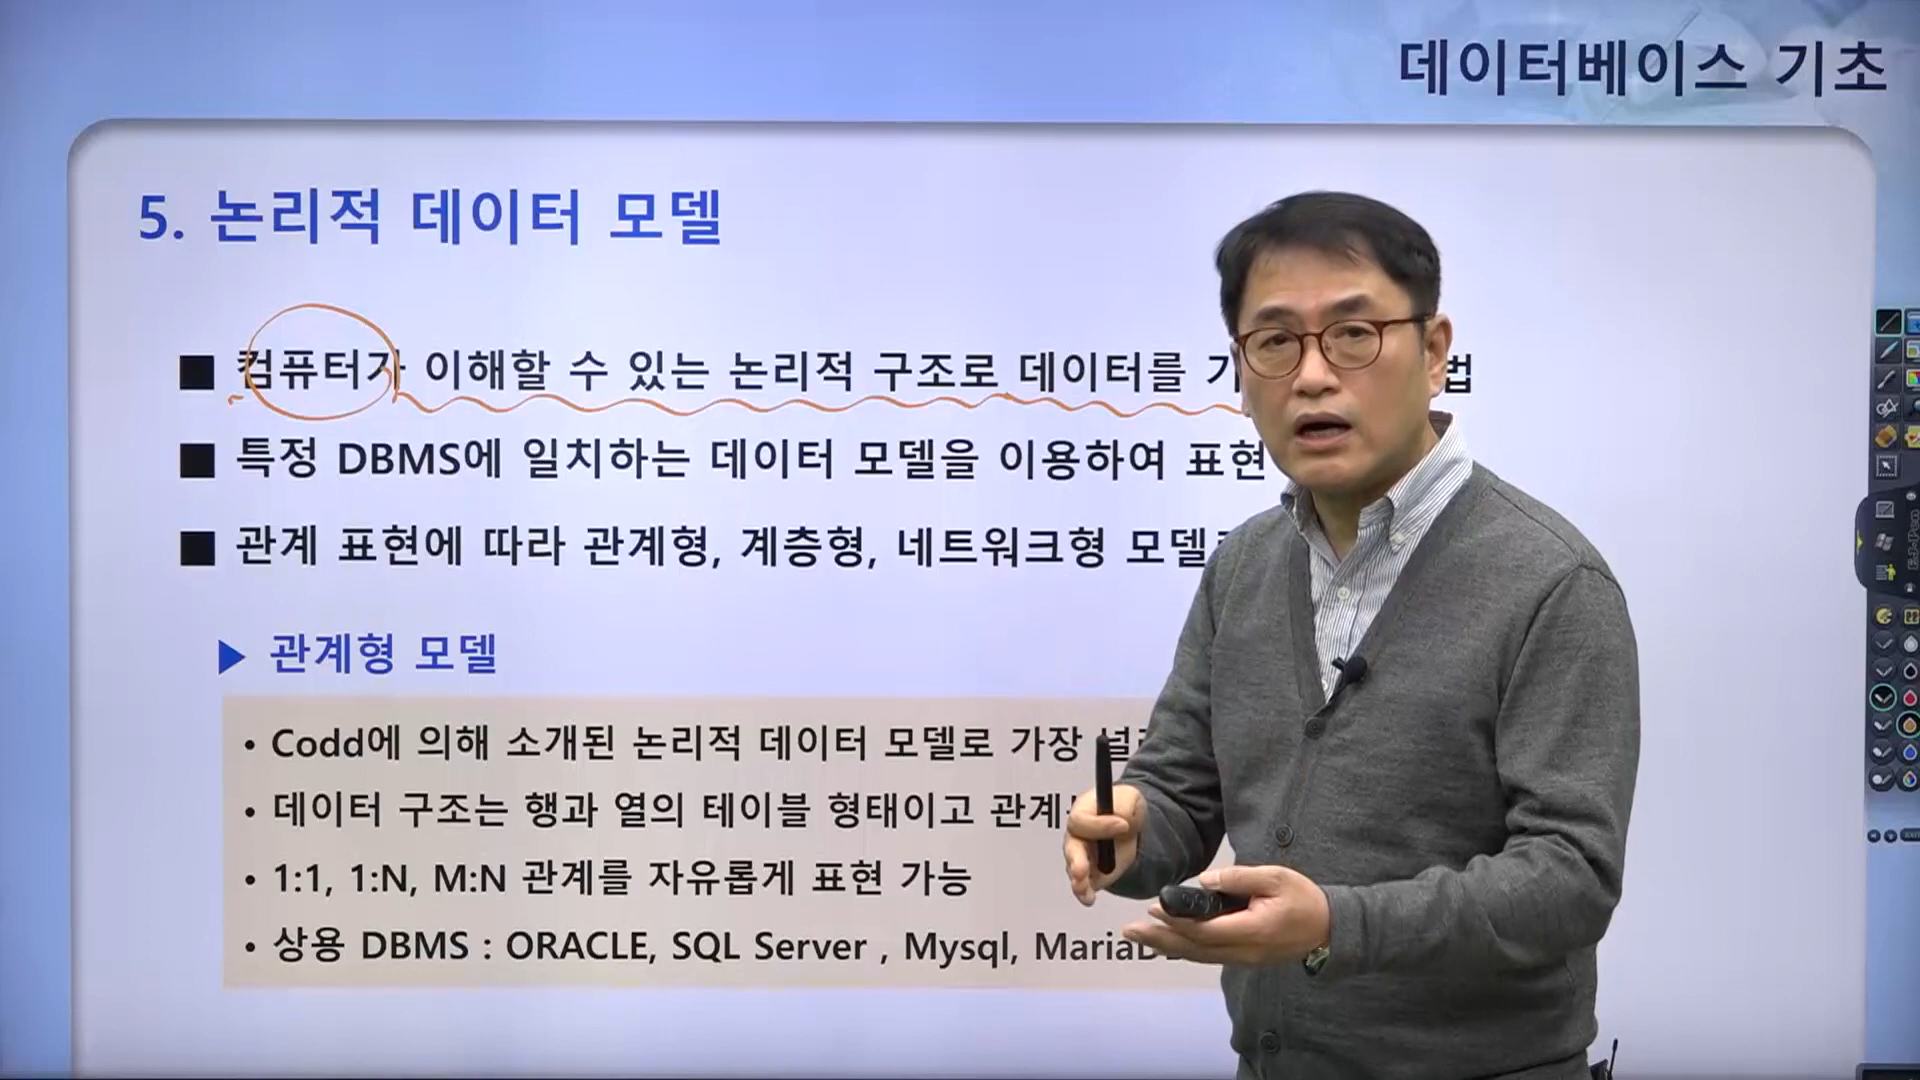 데이터베이스 기초
5. 논리적 데이터 모델
■ 컴퓨터가 이해할 수 있는 논리적 구조로 데이터를 법
■ 특정 DBMS에 일치하는 데이터 모델을 이용하여 표현
■ 관계 표현에 따라 관계형, 계층형, 네트워크형
▶ 관계형 모델
• Codd에 의해 소개된 논리적 데이터 모델로 가장
• 데이터 구조는 행과 열의 테이블 형태이고
• 1:1, 1:N, M:N 관계를 자유롭게 표현 가능
• 상용 DBMS : ORACLE, SQL Server , Mysql,